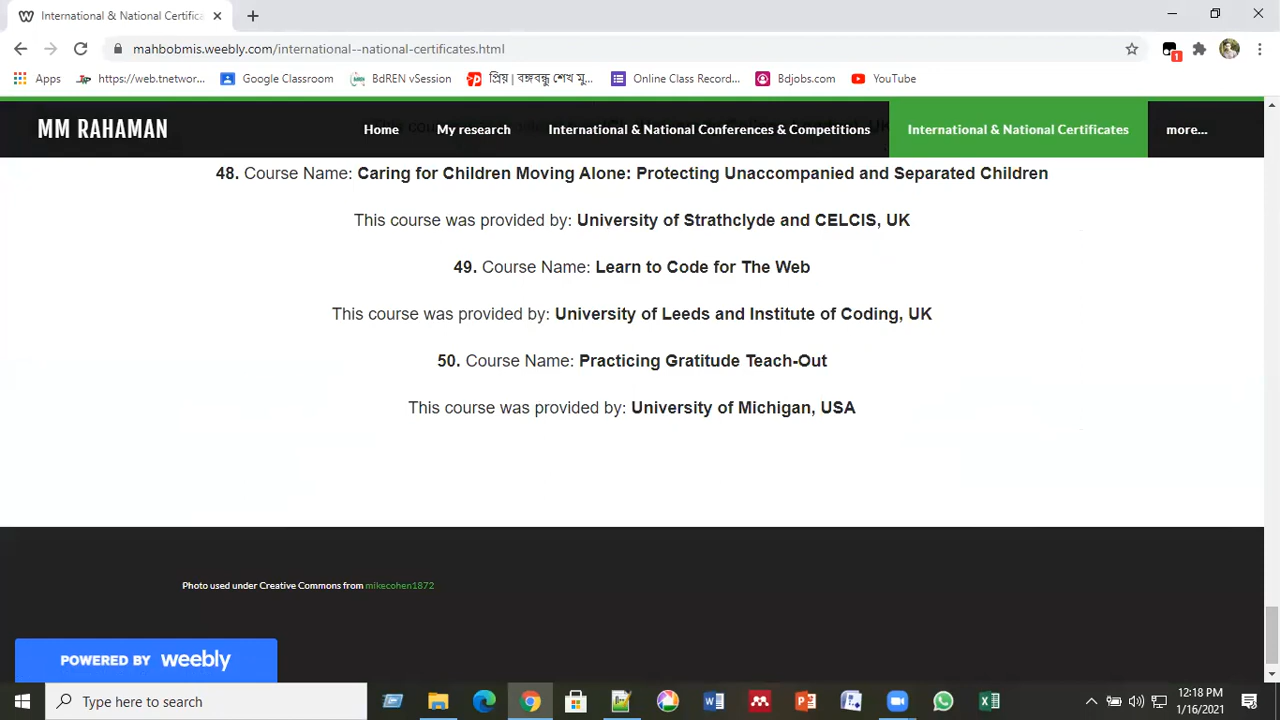 International & National Certifica
mahbobmis.weebly.com/international--national-certificates.html
Apps
https://web.tnetwor...
Google Classroom
BdREN vSession
প্রিয় | বঙ্গবন্ধু শেখ মু...
Online Class Record...
Bdjobs.com
YouTube
MM RAHAMAN
Home
My research
International & National Conferences & Competitions
International & National Certificates
more...
48. Course Name: Caring for Children Moving Alone: Protecting Unaccompanied and Separated Children
This course was provided by: University of Strathclyde and CELCIS, UK
49. Course Name: Learn to Code for The Web
This course was provided by: University of Leeds and Institute of Coding, UK
50. Course Name: Practicing Gratitude Teach-Out
This course was provided by: University of Michigan, USA
Photo used under Creative Commons from mikecohen1872
POWERED BY weebly
Type here to search
12:18 PM
1/16/2021